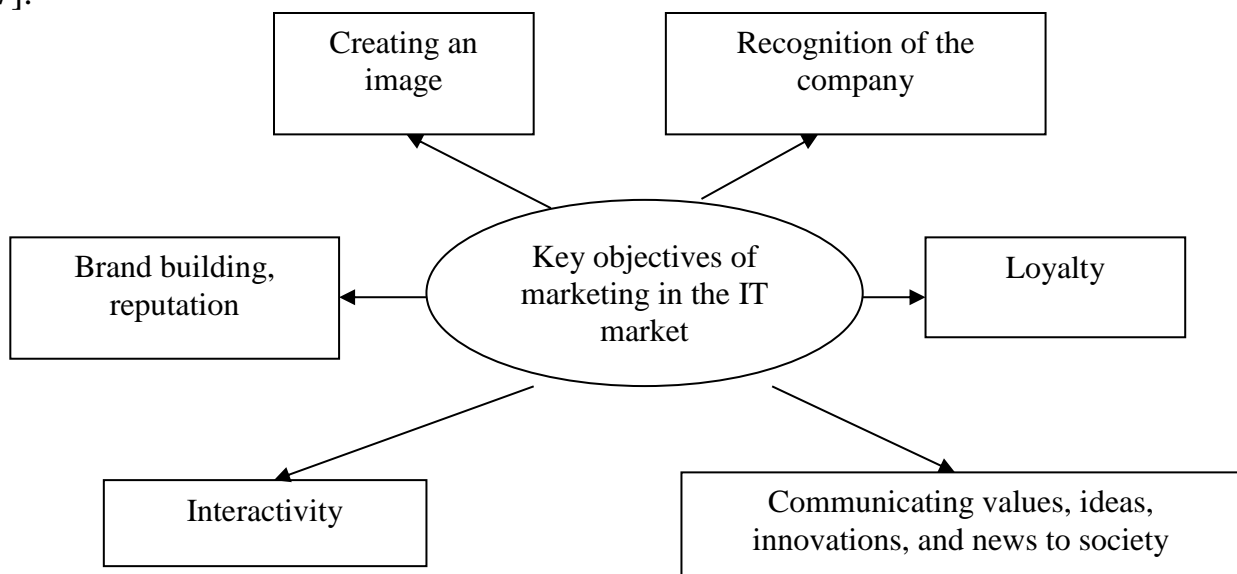 Creating an
image
Recognition of the
company
Key objectives of
marketing in the IT
market
Brand building,
reputation
Loyalty
Interactivity
Communicating values, ideas,
innovations, and news to society